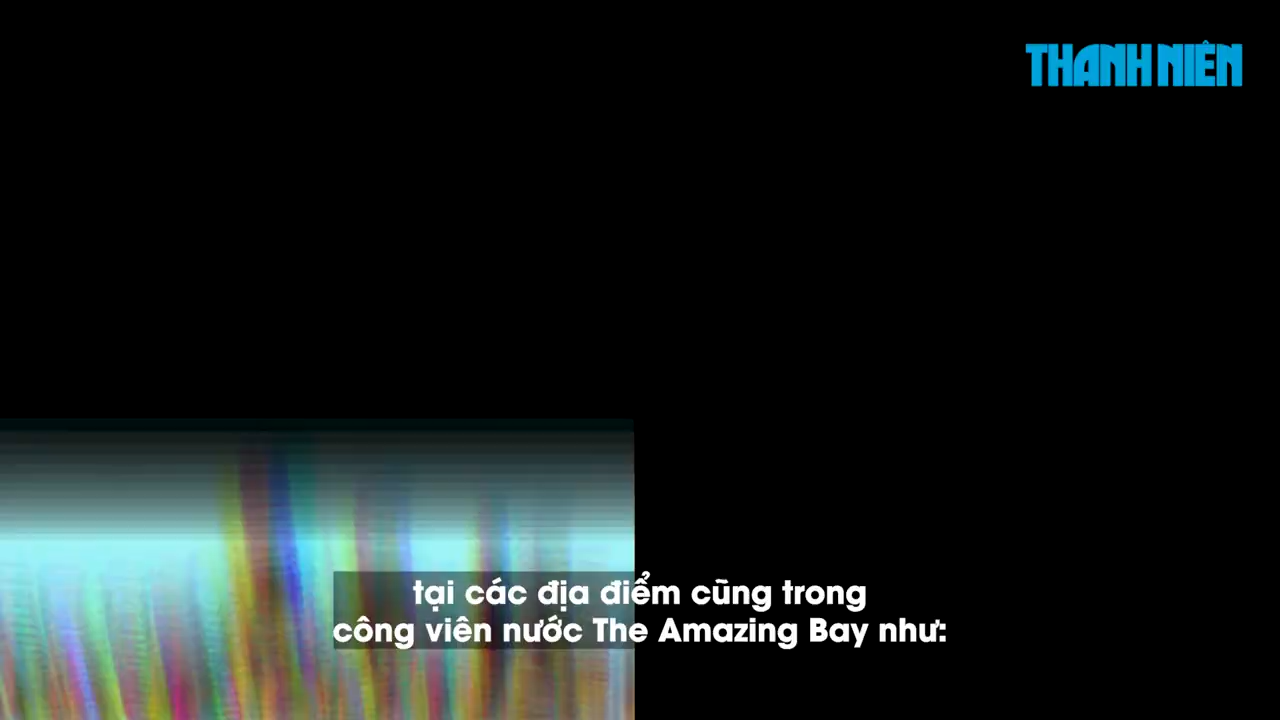 THANH NIÊN
tại các địa điểm cũng trong
công viên nước The Amazing Bay như: